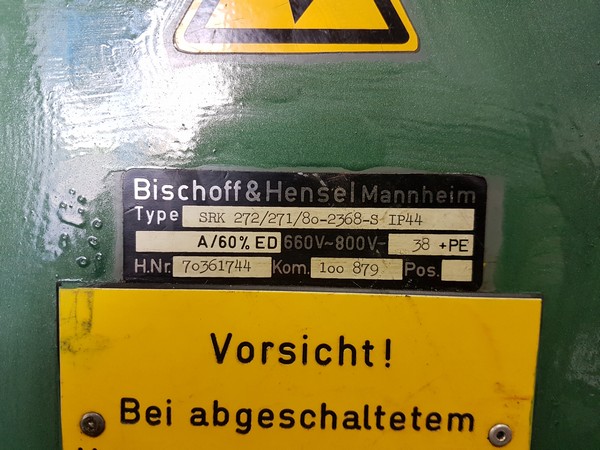 Bischoff & Hensel Mannheim
Type SRK 272/271/80-2368-S IP44
A/60% ED 660V~800V- 38 +PE
H.Nr. 70361744 Kom. 100 879 Pos.
Vorsicht!
Bei abgeschaltetem